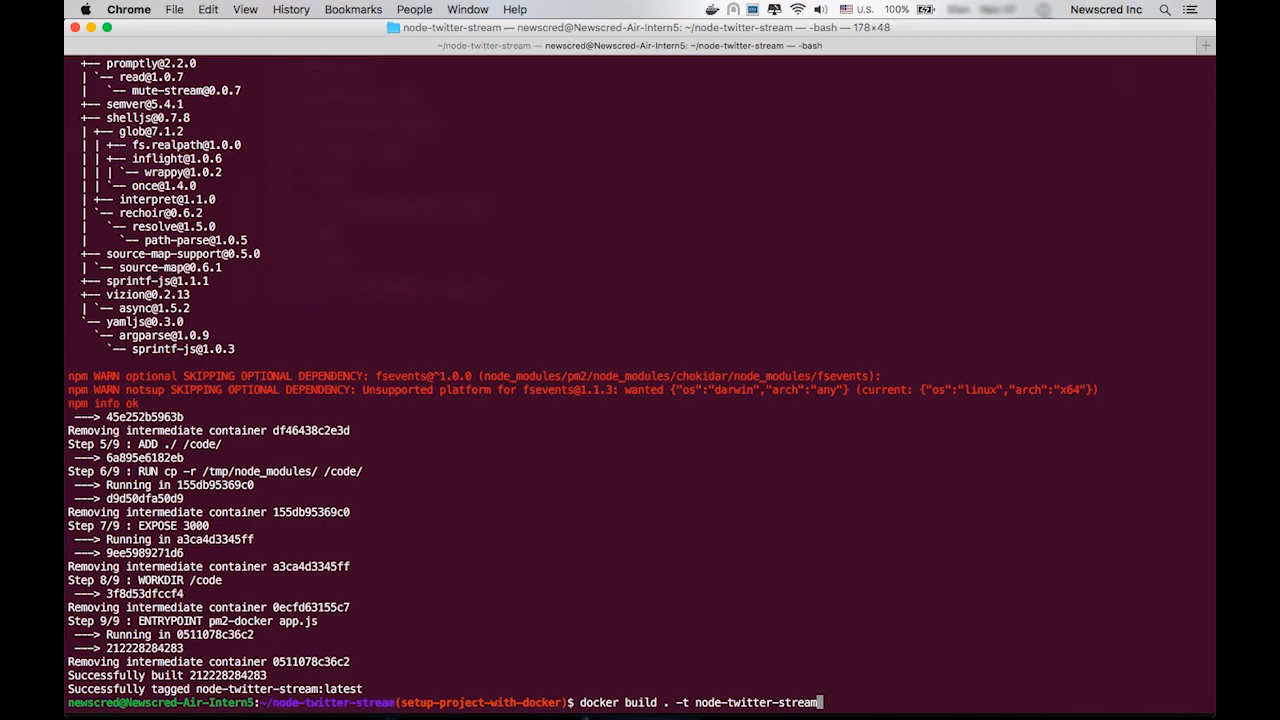 Chrome File Edit View History Bookmarks People Window Help U.S. 100% Newscred Inc
node-twitter-stream — newscred@Newscred-Air-Intern5: ~/node-twitter-stream — -bash — 178×48
~/node-twitter-stream — -bash newscred@Newscred-Air-Intern5: ~/node-twitter-stream — -bash +
+-- promptly@2.2.0
| `-- read@1.0.7
|   `-- mute-stream@0.0.7
+-- semver@5.4.1
+-- shelljs@0.7.8
| +-- glob@7.1.2
| | +-- fs.realpath@1.0.0
| | +-- inflight@1.0.6
| | | `-- wrappy@1.0.2
| | `-- once@1.4.0
| +-- interpret@1.1.0
| `-- rechoir@0.6.2
|   `-- resolve@1.5.0
|     `-- path-parse@1.0.5
+-- source-map-support@0.5.0
| `-- source-map@0.6.1
+-- sprintf-js@1.1.1
+-- vizion@0.2.13
| `-- async@1.5.2
`-- yamljs@0.3.0
  `-- argparse@1.0.9
    `-- sprintf-js@1.0.3
npm WARN optional SKIPPING OPTIONAL DEPENDENCY: fsevents@^1.0.0 (node_modules/pm2/node_modules/chokidar/node_modules/fsevents):
npm WARN notsup SKIPPING OPTIONAL DEPENDENCY: Unsupported platform for fsevents@1.1.3: wanted {"os":"darwin","arch":"any"} (current: {"os":"linux","arch":"x64"})
npm info ok
---> 45e252b5963b
Removing intermediate container df46438c2e3d
Step 5/9 : ADD ./ /code/
---> 6a895e6182eb
Step 6/9 : RUN cp -r /tmp/node_modules/ /code/
---> Running in 155db95369c0
---> d9d50dfa50d9
Removing intermediate container 155db95369c0
Step 7/9 : EXPOSE 3000
---> Running in a3ca4d3345ff
---> 9ee5989271d6
Removing intermediate container a3ca4d3345ff
Step 8/9 : WORKDIR /code
---> 3f8d53dfccf4
Removing intermediate container 0ecfd63155c7
Step 9/9 : ENTRYPOINT pm2-docker app.js
---> Running in 0511078c36c2
---> 212228284283
Removing intermediate container 0511078c36c2
Successfully built 212228284283
Successfully tagged node-twitter-stream:latest
newscred@Newscred-Air-Intern5:~/node-twitter-stream(setup-project-with-docker)$ docker build . -t node-twitter-stream